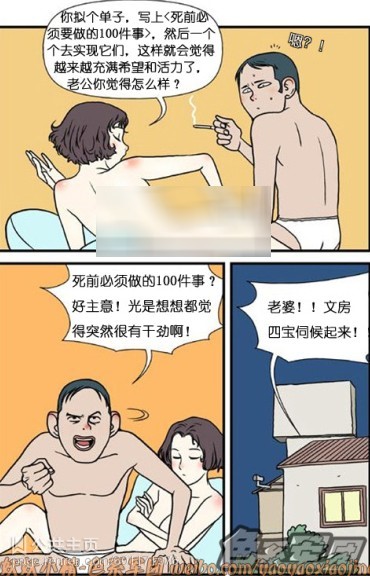 你拟个单子，写上<死前必
须要做的100件事>，然后一个
个去实现它们，这样就会觉得
越来越充满希望和活力了，
老公你觉得怎么样？
嗯？！
死前必须做的100件事？
好主意！光是想想都觉
得突然很有干劲啊！
老婆！！文房
四宝伺候起来！
公共主页